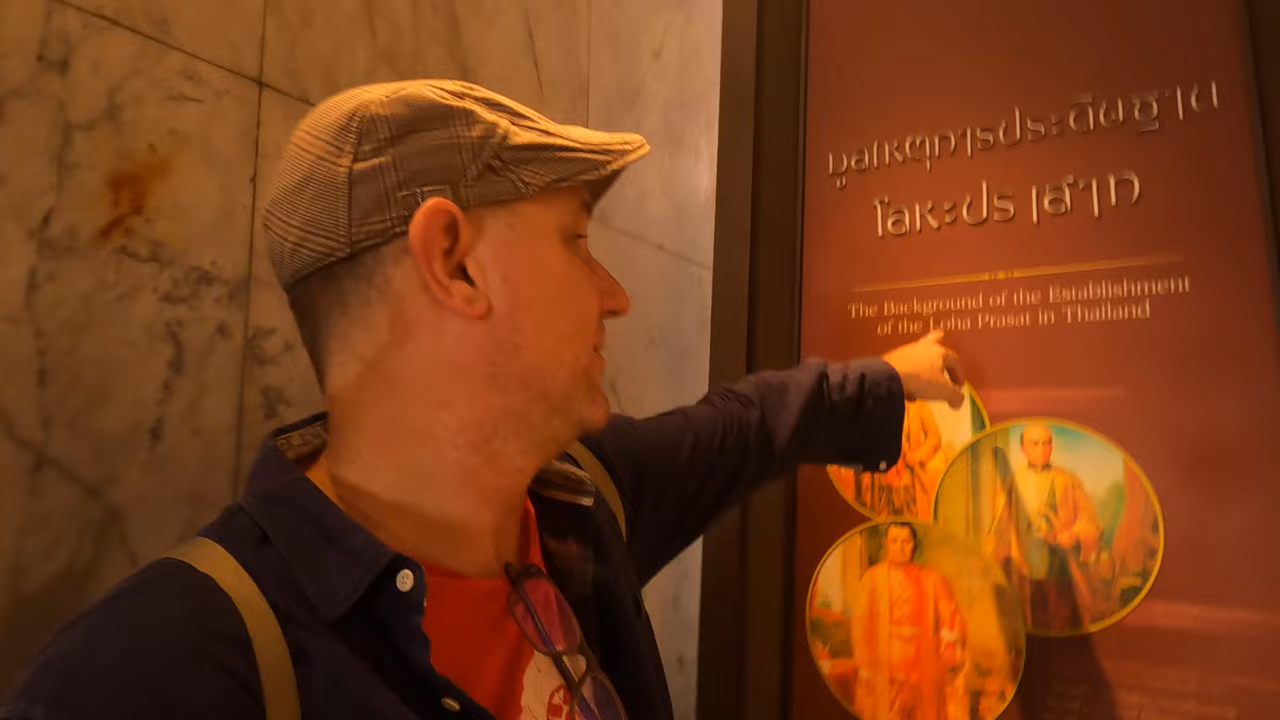 มูลเหตุการประดิษฐาน
โลหะปราสาท
The Background of the Establishment
of the Loha Prasat in Thailand